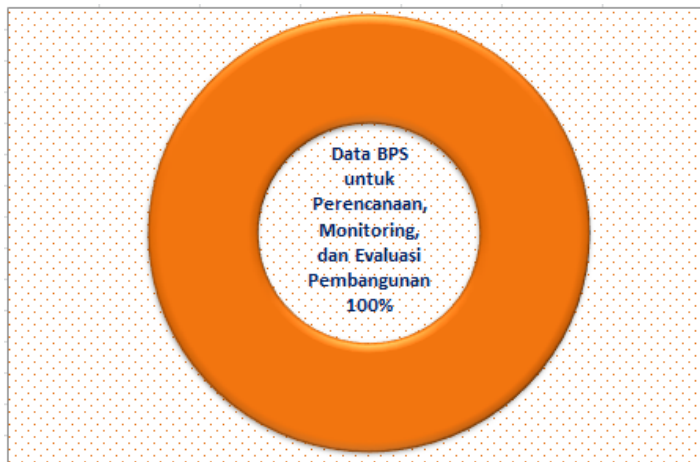 Data BPS
untuk
Perencanaan,
Monitoring,
dan Evaluasi
Pembangunan
100%